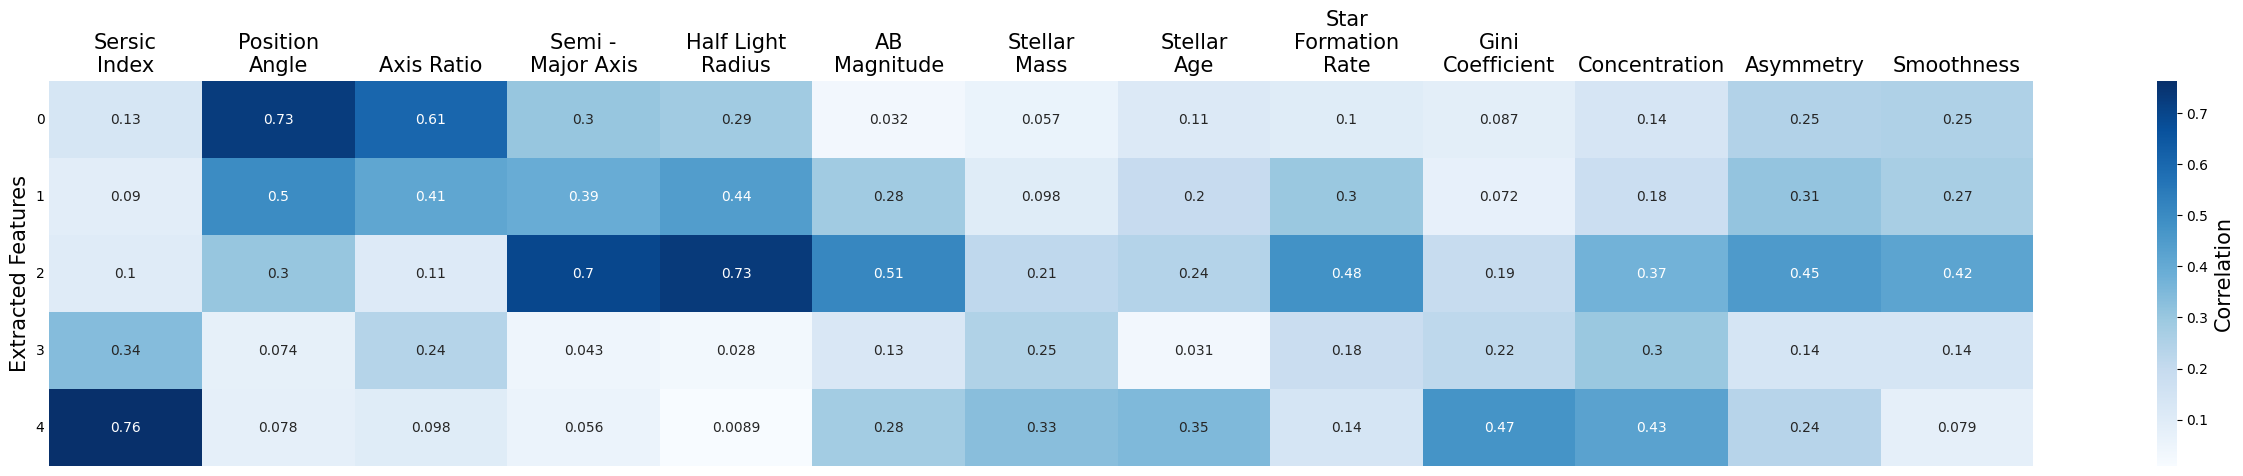 Star
Sersic Position Semi - Half Light AB Stellar Stellar Formation Gini
Index Angle Axis Ratio Major Axis Radius Magnitude Mass Age Rate Coefficient Concentration Asymmetry Smoothness
0 0.13 0.73 0.61 0.3 0.29 0.032 0.057 0.11 0.1 0.087 0.14 0.25 0.25
1 0.09 0.5 0.41 0.39 0.44 0.28 0.098 0.2 0.3 0.072 0.18 0.31 0.27
2 0.1 0.3 0.11 0.7 0.73 0.51 0.21 0.24 0.48 0.19 0.37 0.45 0.42
3 0.34 0.074 0.24 0.043 0.028 0.13 0.25 0.031 0.18 0.22 0.3 0.14 0.14
4 0.76 0.078 0.098 0.056 0.0089 0.28 0.33 0.35 0.14 0.47 0.43 0.24 0.079
Extracted Features
0.7
0.6
0.5
0.4
0.3
0.2
0.1
Correlation